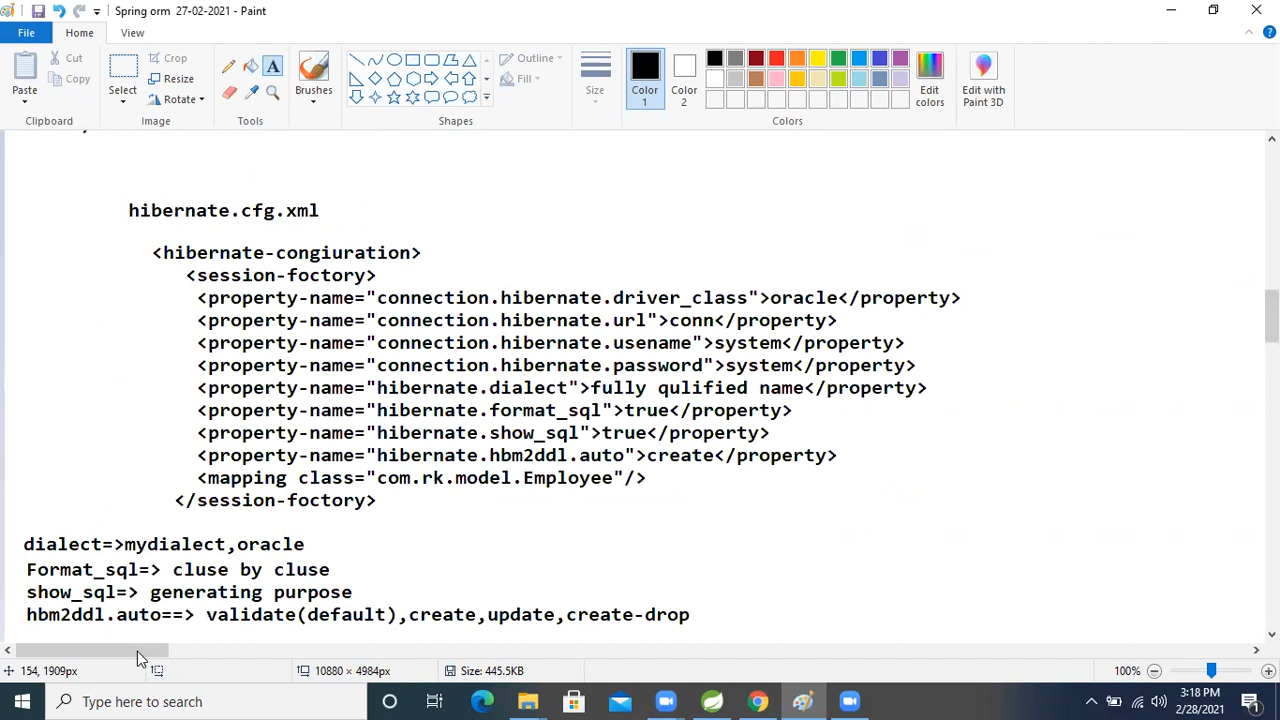 Spring orm 27-02-2021 - Paint
File Home View
Paste
Cut
Copy
Clipboard
Select
Crop
Resize
Rotate
Image
A
Tools
Brushes
Outline
Fill
Shapes
Size
Color 1
Color 2
Edit colors
Colors
Edit with Paint 3D
hibernate.cfg.xml
<hibernate-congiuration>
<session-foctory>
<property-name="connection.hibernate.driver_class">oracle</property>
<property-name="connection.hibernate.url">conn</property>
<property-name="connection.hibernate.usename">system</property>
<property-name="connection.hibernate.password">system</property>
<property-name="hibernate.dialect">fully qulified name</property>
<property-name="hibernate.format_sql">true</property>
<property-name="hibernate.show_sql">true</property>
<property-name="hibernate.hbm2ddl.auto">create</property>
<mapping class="com.rk.model.Employee"/>
</session-foctory>
dialect=>mydialect,oracle
Format_sql=> cluse by cluse
show_sql=> generating purpose
hbm2ddl.auto==> validate(default),create,update,create-drop
154, 1909px
10880 × 4984px
Size: 445.5KB
100%
Type here to search
3:18 PM
2/28/2021
1